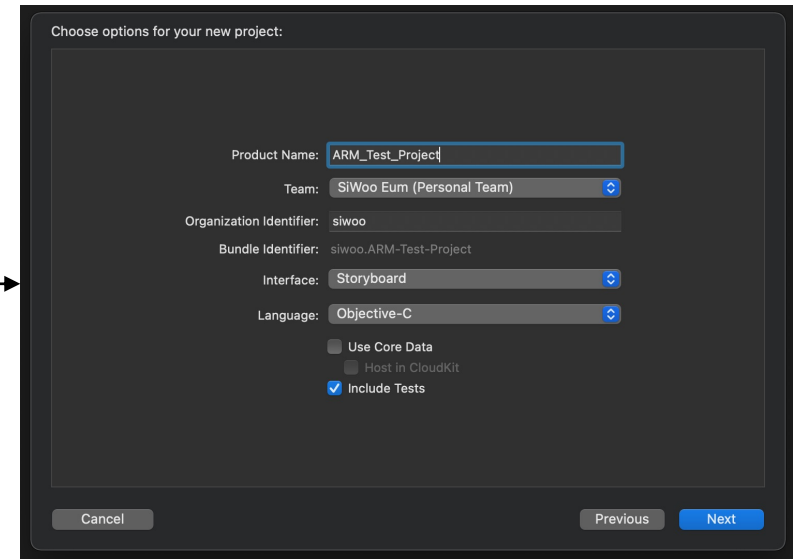 Choose options for your new project:
Product Name: ARM_Test_Project
Team: SiWoo Eum (Personal Team)
Organization Identifier: siwoo
Bundle Identifier: siwoo.ARM-Test-Project
Interface: Storyboard
Language: Objective-C
Use Core Data
Host in CloudKit
Include Tests
Cancel Previous Next